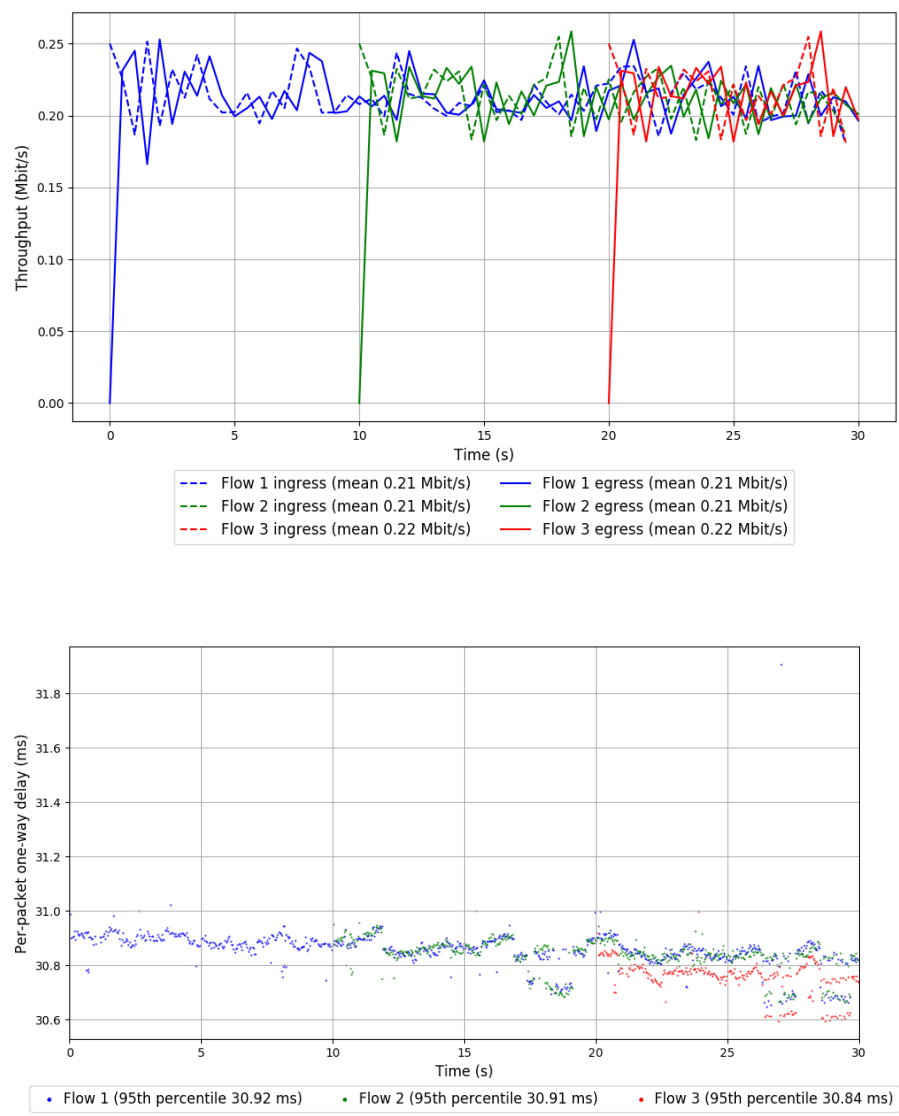 0.25
0.20
0.15
0.10
0.05
0.00
Throughput (Mbit/s)
0 5 10 15 20 25 30
Time (s)
Flow 1 ingress (mean 0.21 Mbit/s) Flow 1 egress (mean 0.21 Mbit/s)
Flow 2 ingress (mean 0.21 Mbit/s) Flow 2 egress (mean 0.21 Mbit/s)
Flow 3 ingress (mean 0.22 Mbit/s) Flow 3 egress (mean 0.22 Mbit/s)
31.8
31.6
31.4
31.2
31.0
30.8
30.6
Per-packet one-way delay (ms)
0 5 10 15 20 25 30
Time (s)
Flow 1 (95th percentile 30.92 ms) Flow 2 (95th percentile 30.91 ms) Flow 3 (95th percentile 30.84 ms)